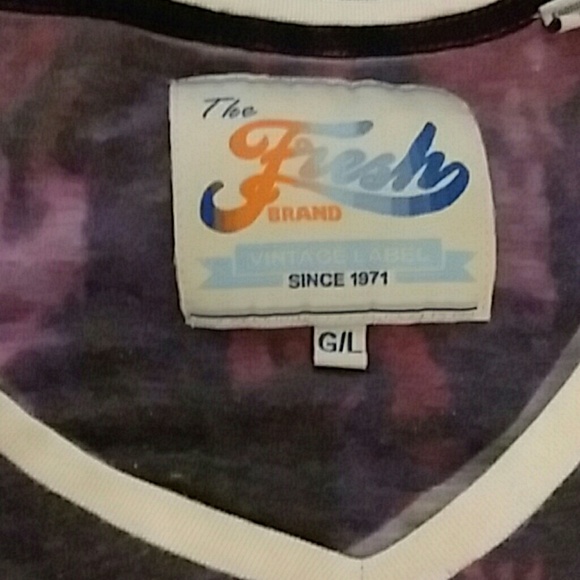 The
Fresh
BRAND
VINTAGE LABEL
SINCE 1971
G/L